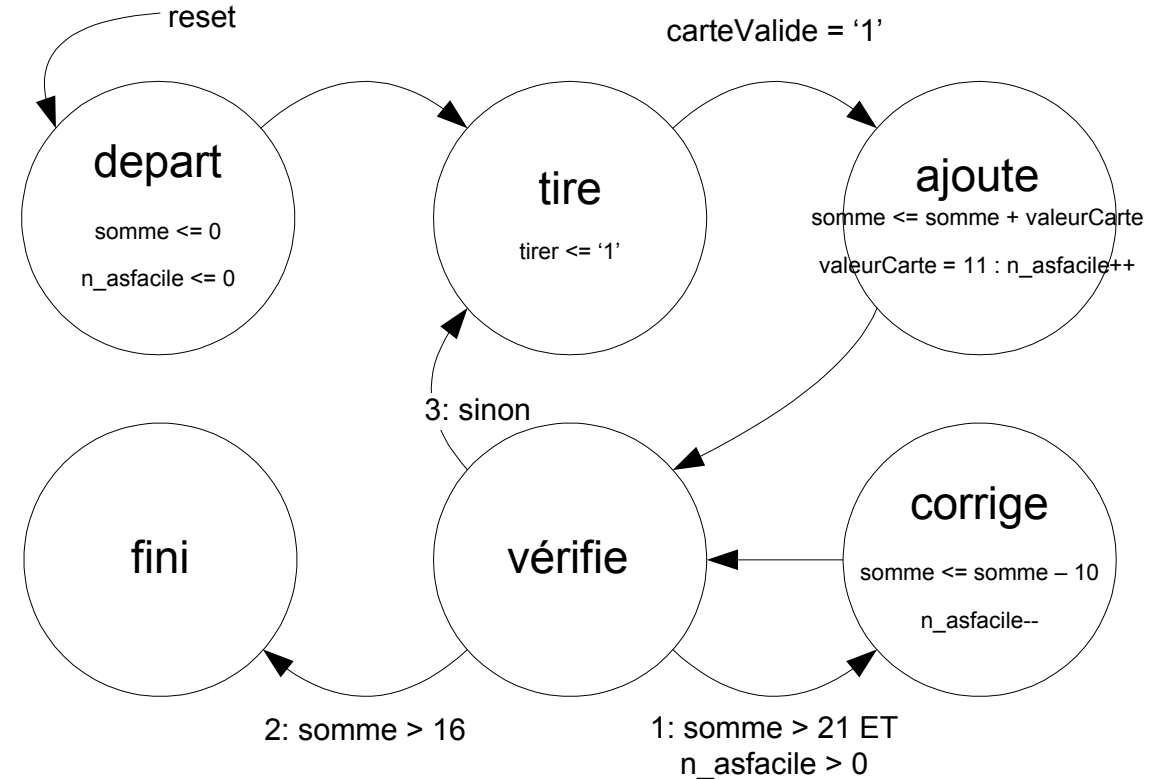 reset
carteValide = ‘1’
depart
somme <= 0
n_asfacile <= 0
tire
tirer <= ‘1’
ajoute
somme <= somme + valeurCarte
valeurCarte = 11 : n_asfacile++
3: sinon
fini
vérifie
corrige
somme <= somme – 10
n_asfacile--
2: somme > 16
1: somme > 21 ET
n_asfacile > 0